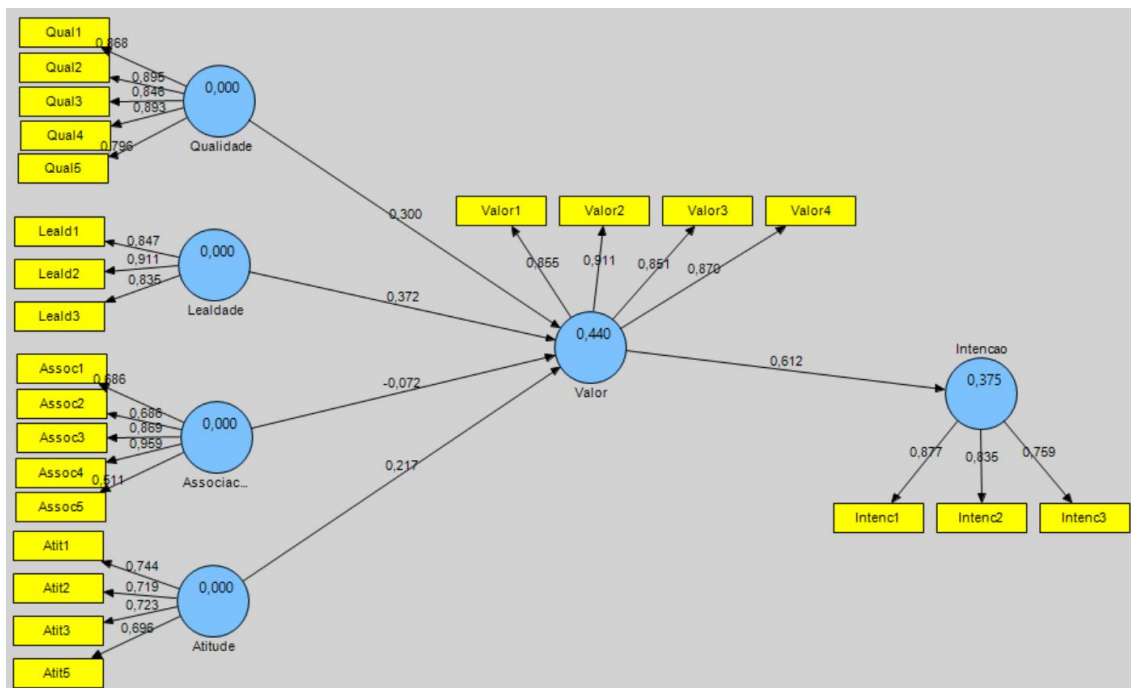 Qual1
0,868
Qual2
0,895
Qual3
0,846
Qual4
0,893
Qual5
0,796
0,000
Qualidade
0,300
Leald1
0,847
Leald2
0,911
Leald3
0,835
0,000
Lealdade
0,372
Assoc1
0,686
Assoc2
0,686
Assoc3
0,869
Assoc4
0,959
Assoc5
0,511
0,000
Associac...
-0,072
Atit1
0,744
Atit2
0,719
Atit3
0,723
Atit5
0,696
0,000
Atitude
0,217
Valor1
Valor2
Valor3
Valor4
0,855
0,911
0,851
0,870
0,440
Valor
0,612
Intencao
0,375
0,877
0,835
0,759
Intenc1
Intenc2
Intenc3